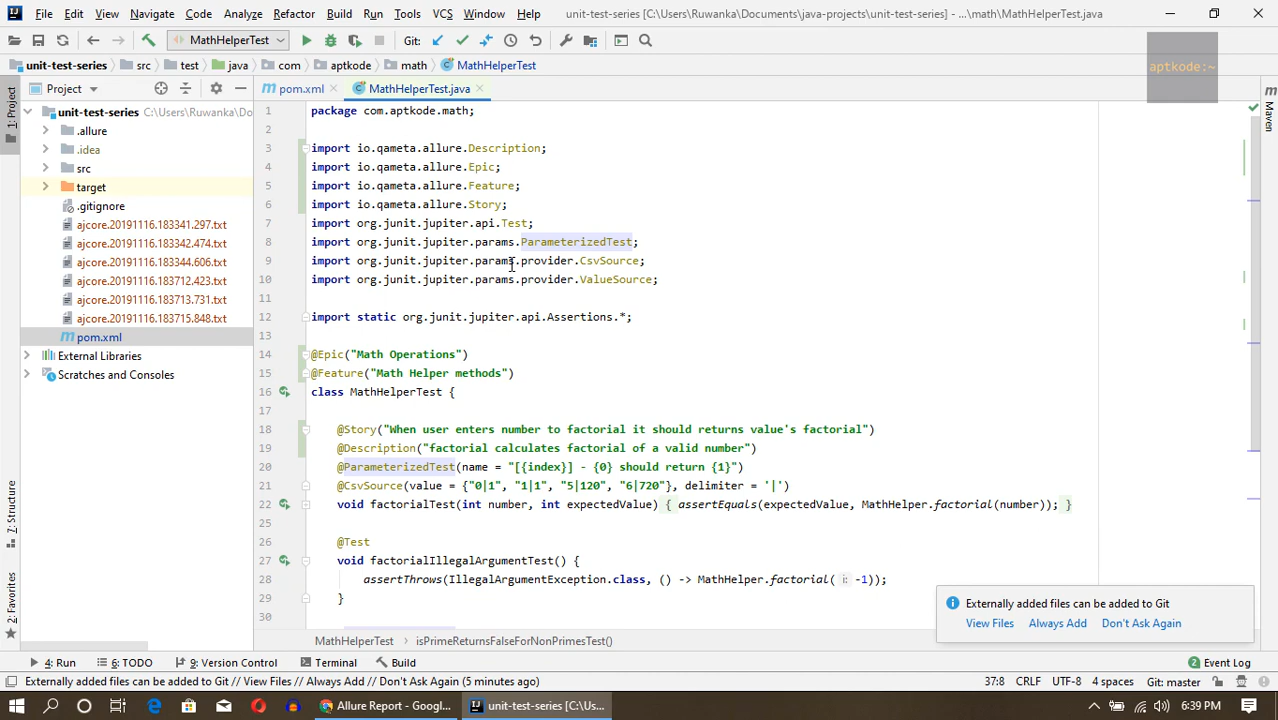 File Edit View Navigate Code Analyze Refactor Build Run Tools VCS Window Help unit-test-series [C:\Users\Ruwanka\Documents\java-projects\unit-test-series] - ...\math\MathHelperTest.java
MathHelperTest Git:
unit-test-series src test java com aptkode math MathHelperTest
aptkode:~
Project pom.xml MathHelperTest.java
1: Project
Maven
unit-test-series C:\Users\Ruwanka\Do
.allure
.idea
src
target
.gitignore
ajcore.20191116.183341.297.txt
ajcore.20191116.183342.474.txt
ajcore.20191116.183344.606.txt
ajcore.20191116.183712.423.txt
ajcore.20191116.183713.731.txt
ajcore.20191116.183715.848.txt
pom.xml
External Libraries
Scratches and Consoles
7: Structure
2: Favorites
1 package com.aptkode.math;
2
3 import io.qameta.allure.Description;
4 import io.qameta.allure.Epic;
5 import io.qameta.allure.Feature;
6 import io.qameta.allure.Story;
7 import org.junit.jupiter.api.Test;
8 import org.junit.jupiter.params.ParameterizedTest;
9 import org.junit.jupiter.params.provider.CsvSource;
10 import org.junit.jupiter.params.provider.ValueSource;
11
12 import static org.junit.jupiter.api.Assertions.*;
13
14 @Epic("Math Operations")
15 @Feature("Math Helper methods")
16 class MathHelperTest {
17
18 @Story("When user enters number to factorial it should returns value's factorial")
19 @Description("factorial calculates factorial of a valid number")
20 @ParameterizedTest(name = "[{index}] - {0} should return {1}")
21 @CsvSource(value = {"0|1", "1|1", "5|120", "6|720"}, delimiter = '|')
22 void factorialTest(int number, int expectedValue) { assertEquals(expectedValue, MathHelper.factorial(number)); }
25
26 @Test
27 void factorialIllegalArgumentTest() {
28 assertThrows(IllegalArgumentException.class, () -> MathHelper.factorial( i: -1));
29 }
30
Externally added files can be added to Git
View Files Always Add Don't Ask Again
MathHelperTest isPrimeReturnsFalseForNonPrimesTest()
4: Run 6: TODO 9: Version Control Terminal Build 2 Event Log
Externally added files can be added to Git // View Files // Always Add // Don't Ask Again (5 minutes ago) 37:8 CRLF UTF-8 4 spaces Git: master
Allure Report - Googl... unit-test-series [C:\Us... 6:39 PM